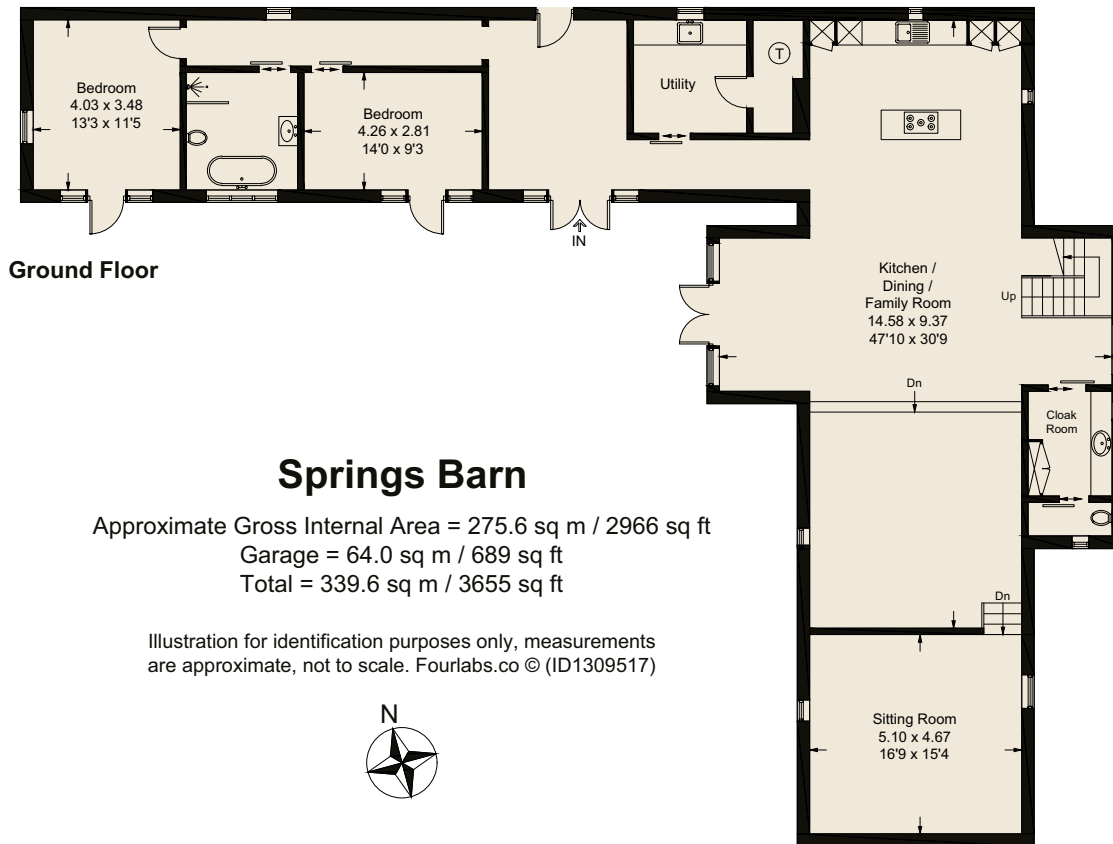 Bedroom
4.03 x 3.48
13'3 x 11'5
Bedroom
4.26 x 2.81
14'0 x 9'3
Utility
T
IN
Ground Floor
Kitchen /
Dining /
Family Room
14.58 x 9.37
47'10 x 30'9
Up
Dn
Cloak
Room
Dn
Sitting Room
5.10 x 4.67
16'9 x 15'4
Springs Barn
Approximate Gross Internal Area = 275.6 sq m / 2966 sq ft
Garage = 64.0 sq m / 689 sq ft
Total = 339.6 sq m / 3655 sq ft
Illustration for identification purposes only, measurements
are approximate, not to scale. Fourlabs.co © (ID1309517)
N